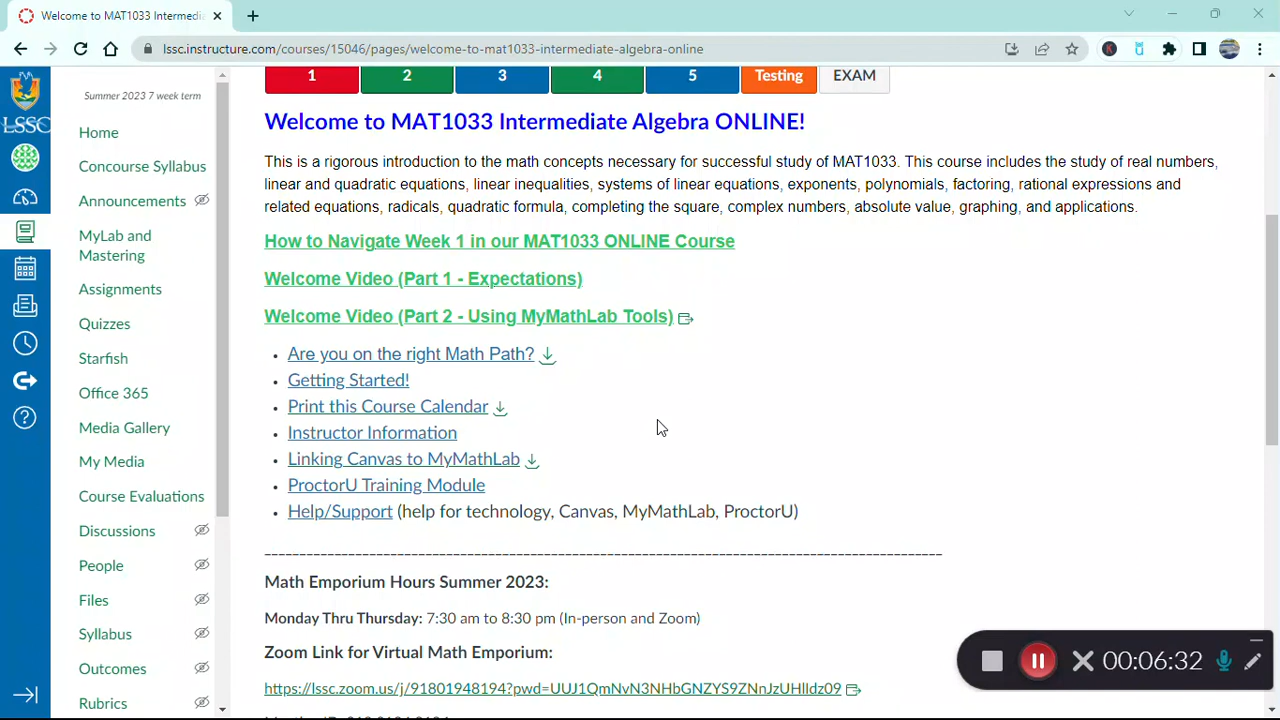 Welcome to MAT1033 Intermedi
lssc.instructure.com/courses/15046/pages/welcome-to-mat1033-intermediate-algebra-online
LSSC
Summer 2023 7 week term
Home
Concourse Syllabus
Announcements
MyLab and
Mastering
Assignments
Quizzes
Starfish
Office 365
Media Gallery
My Media
Course Evaluations
Discussions
People
Files
Syllabus
Outcomes
Rubrics
1 2 3 4 5 Testing EXAM
Welcome to MAT1033 Intermediate Algebra ONLINE!
This is a rigorous introduction to the math concepts necessary for successful study of MAT1033. This course includes the study of real numbers,
linear and quadratic equations, linear inequalities, systems of linear equations, exponents, polynomials, factoring, rational expressions and
related equations, radicals, quadratic formula, completing the square, complex numbers, absolute value, graphing, and applications.
How to Navigate Week 1 in our MAT1033 ONLINE Course
Welcome Video (Part 1 - Expectations)
Welcome Video (Part 2 - Using MyMathLab Tools)
Are you on the right Math Path?
Getting Started!
Print this Course Calendar
Instructor Information
Linking Canvas to MyMathLab
ProctorU Training Module
Help/Support (help for technology, Canvas, MyMathLab, ProctorU)
Math Emporium Hours Summer 2023:
Monday Thru Thursday: 7:30 am to 8:30 pm (In-person and Zoom)
Zoom Link for Virtual Math Emporium:
https://lssc.zoom.us/j/91801948194?pwd=UUJ1QmNvN3NHbGNZYS9ZNnJzUHlldz09
00:06:32